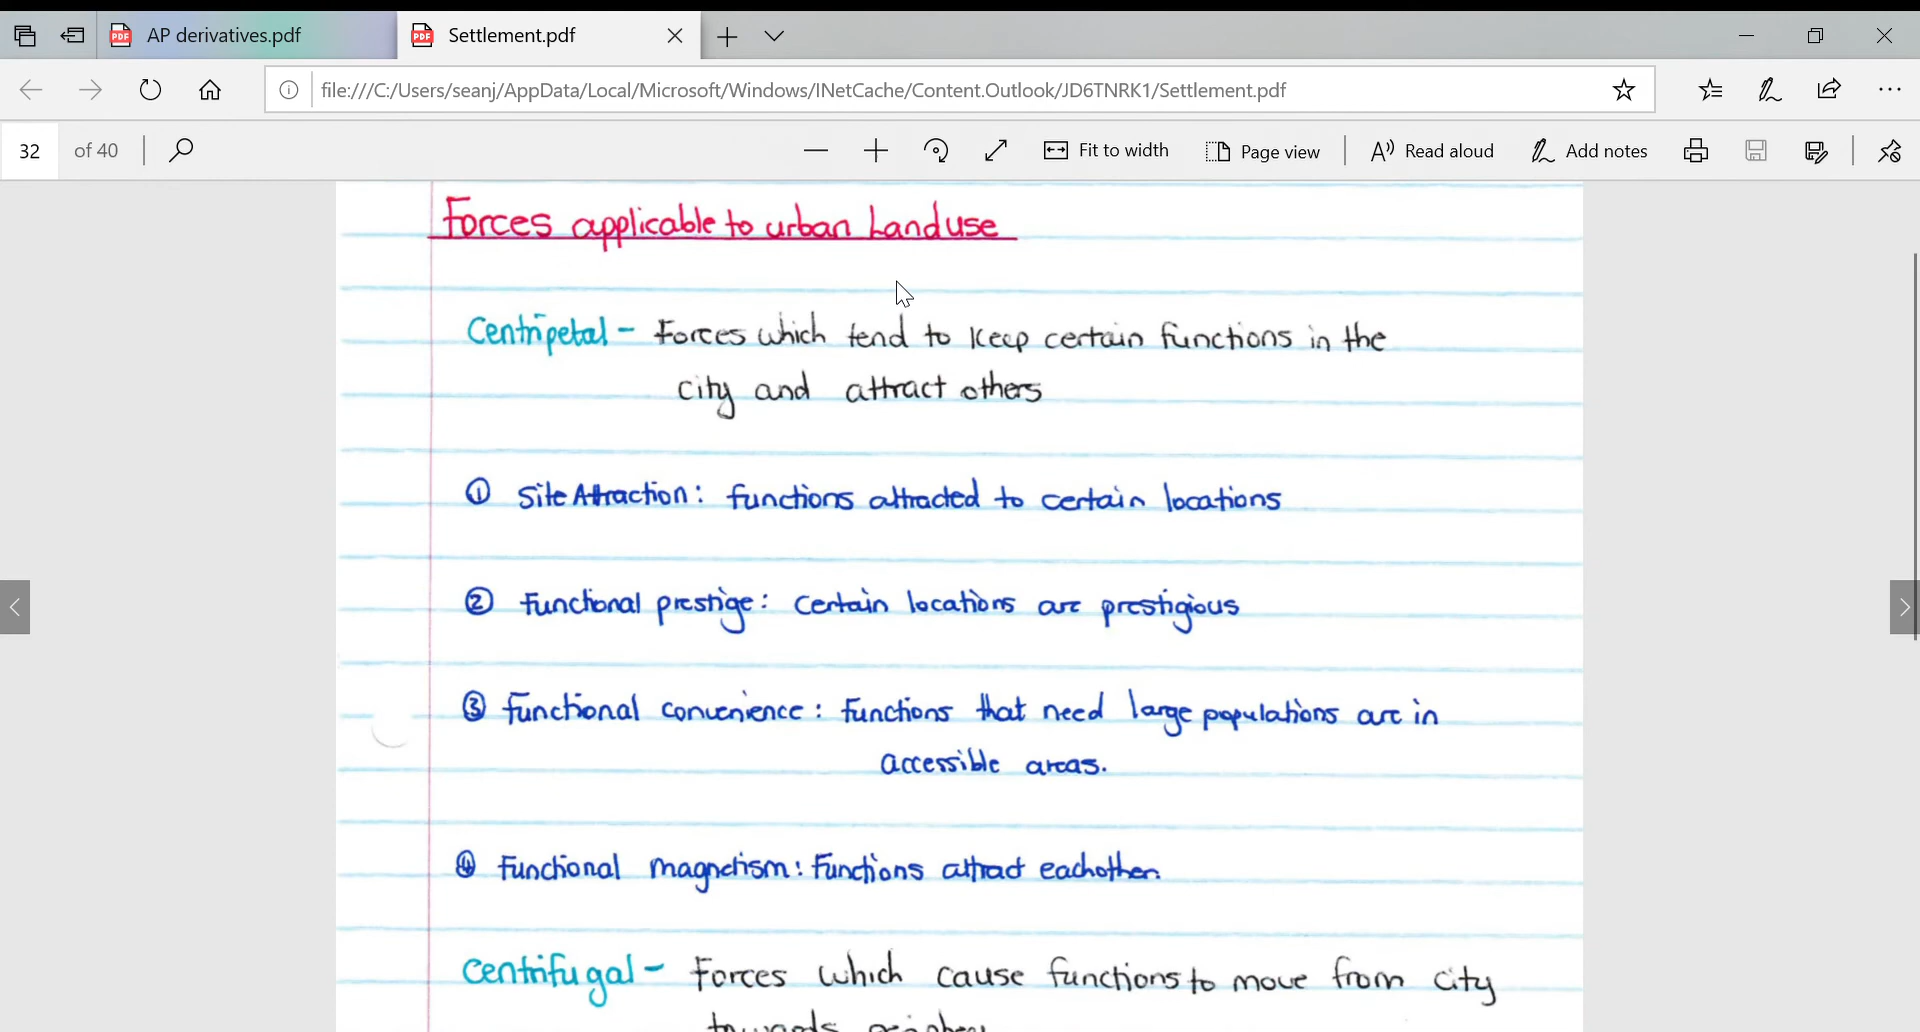 AP derivatives.pdf
Settlement.pdf
file:///C:/Users/seanj/AppData/Local/Microsoft/Windows/INetCache/Content.Outlook/JD6TNRK1/Settlement.pdf
32 of 40
Fit to width
Page view
Read aloud
Add notes
Forces applicable to urban Land use
Centripetal - Forces which tend to keep certain functions in the
city and attract others
① Site Attraction: functions attracted to certain locations
② Functional prestige: certain locations are prestigious
③ Functional convenience: functions that need large populations are in
accessible areas.
④ Functional magnetism: Functions attract eachother.
Centrifugal - Forces which cause functions to move from city
towards